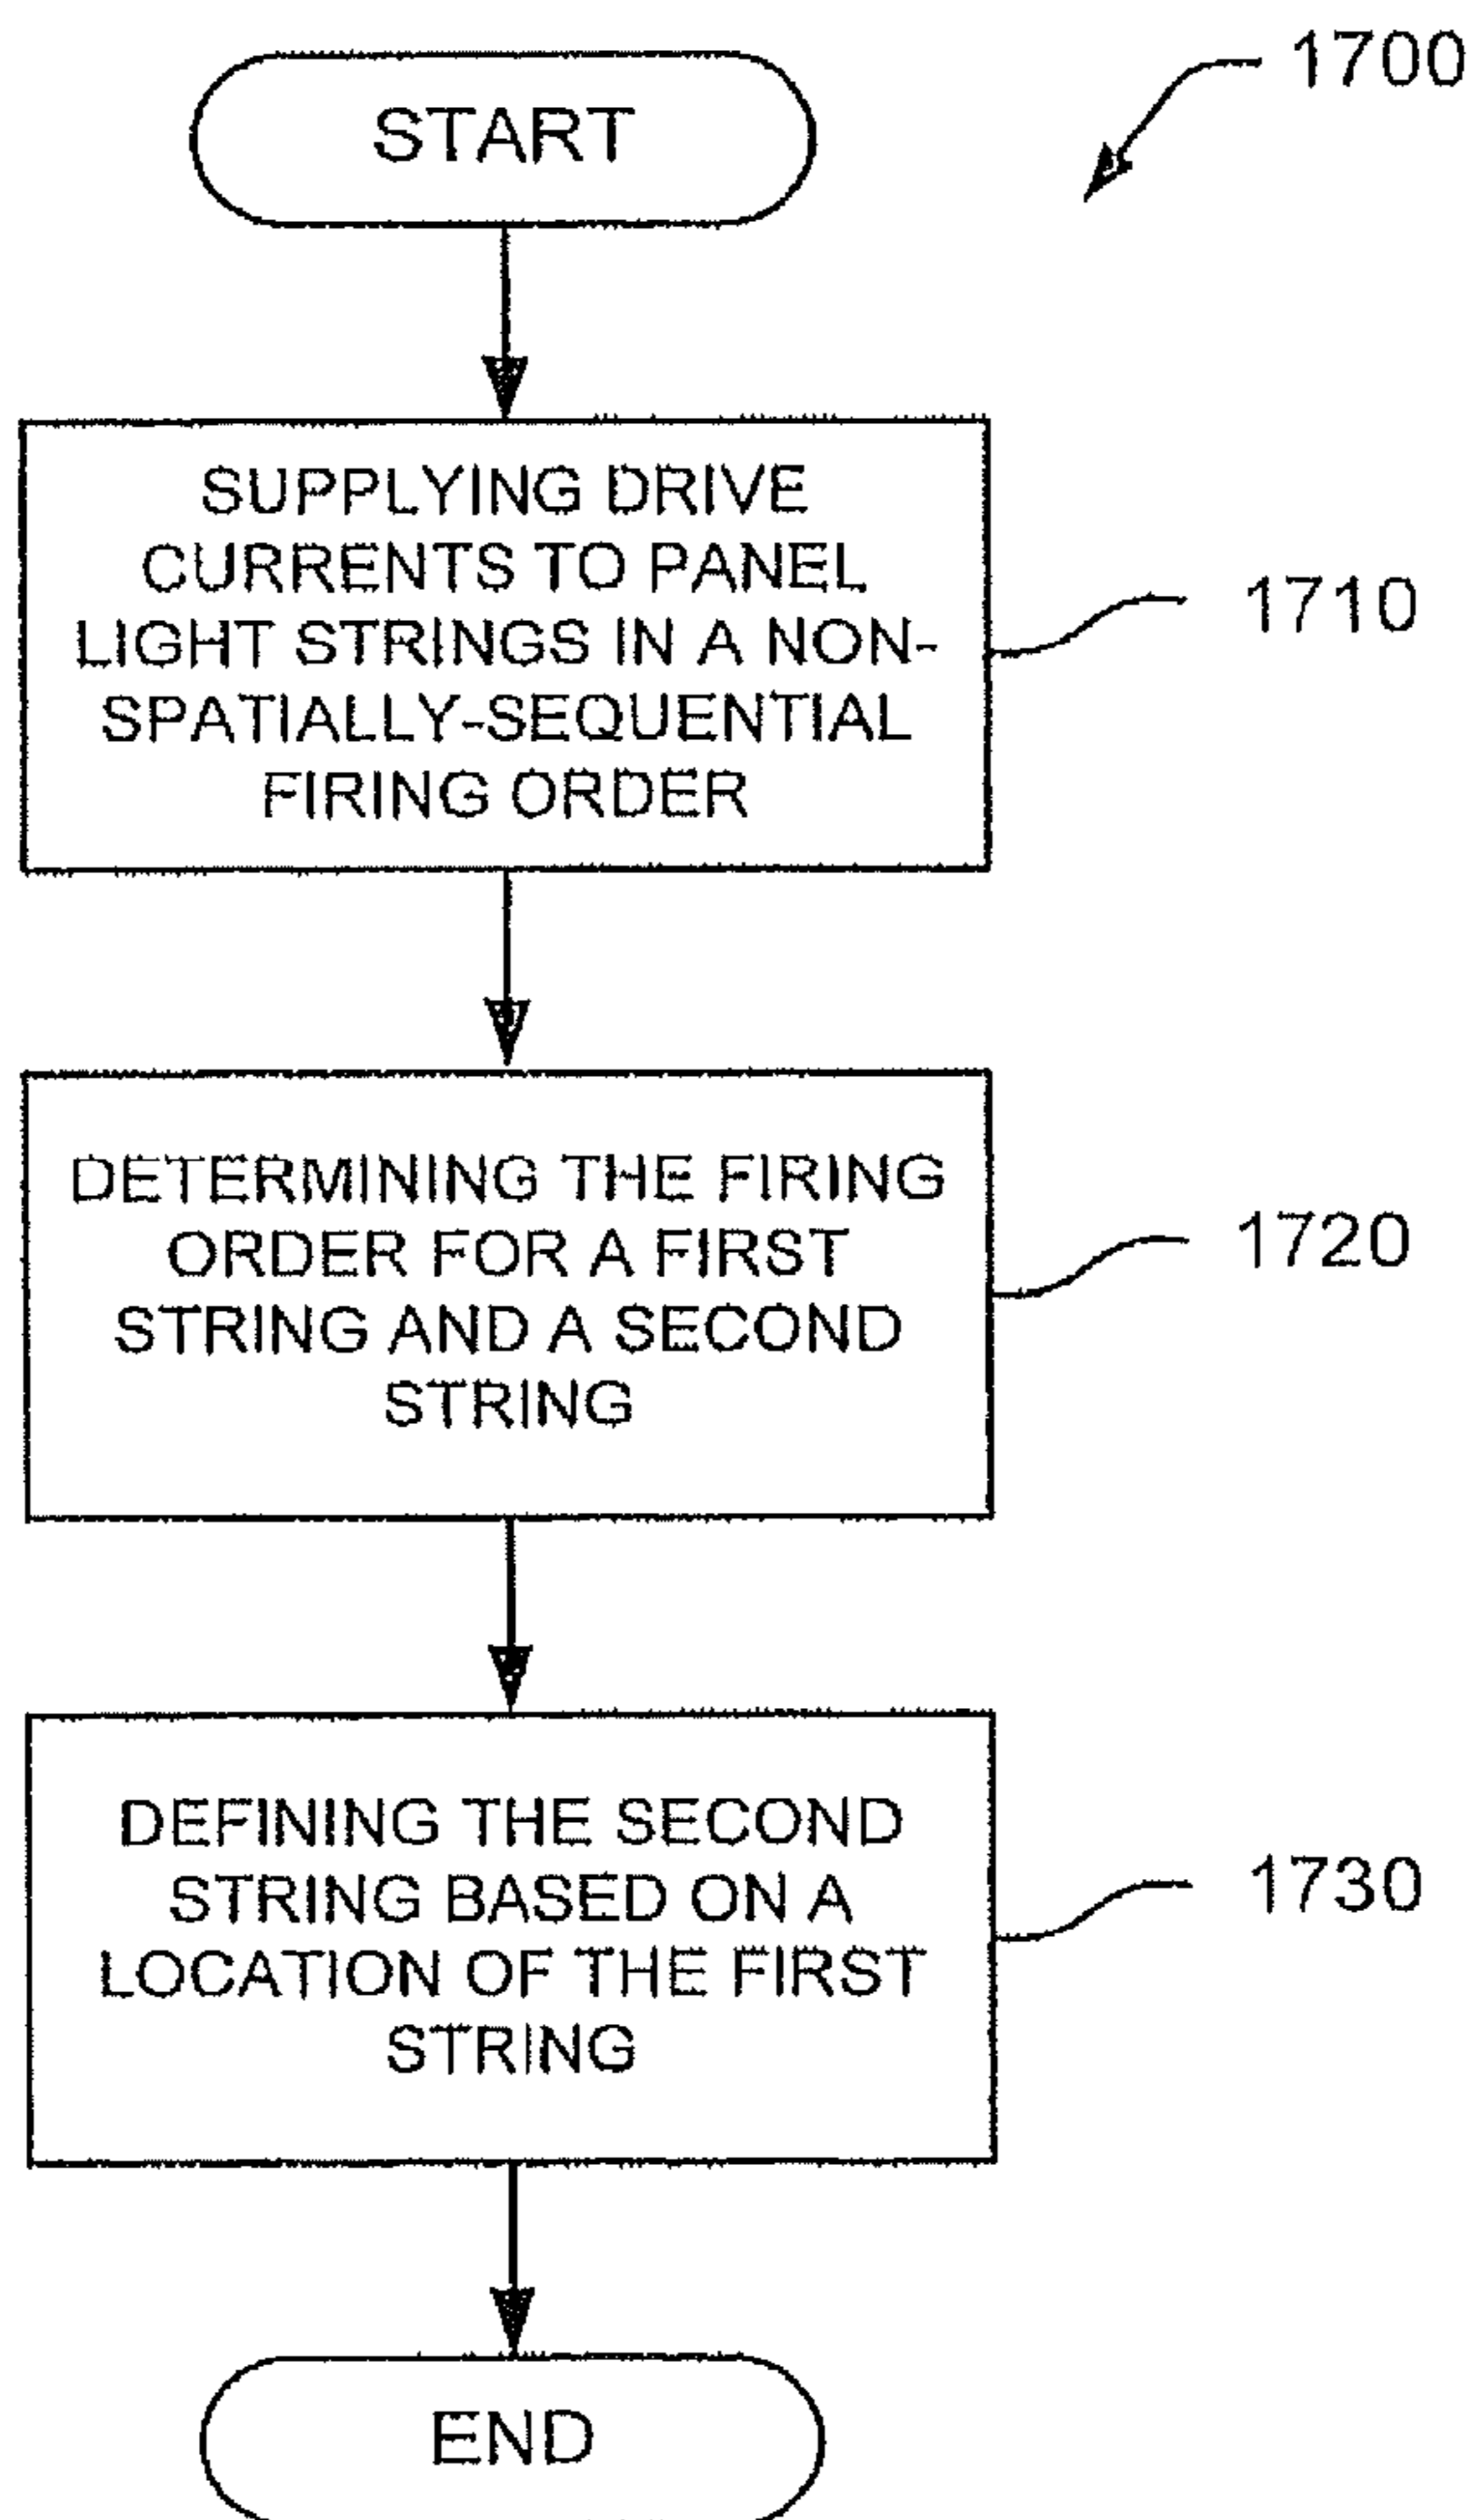 START
1700
SUPPLYING DRIVE
CURRENTS TO PANEL
LIGHT STRINGS IN A NON-
SPATIALLY-SEQUENTIAL
FIRING ORDER
1710
DETERMINING THE FIRING
ORDER FOR A FIRST
STRING AND A SECOND
STRING
1720
DEFINING THE SECOND
STRING BASED ON A
LOCATION OF THE FIRST
STRING
1730
END